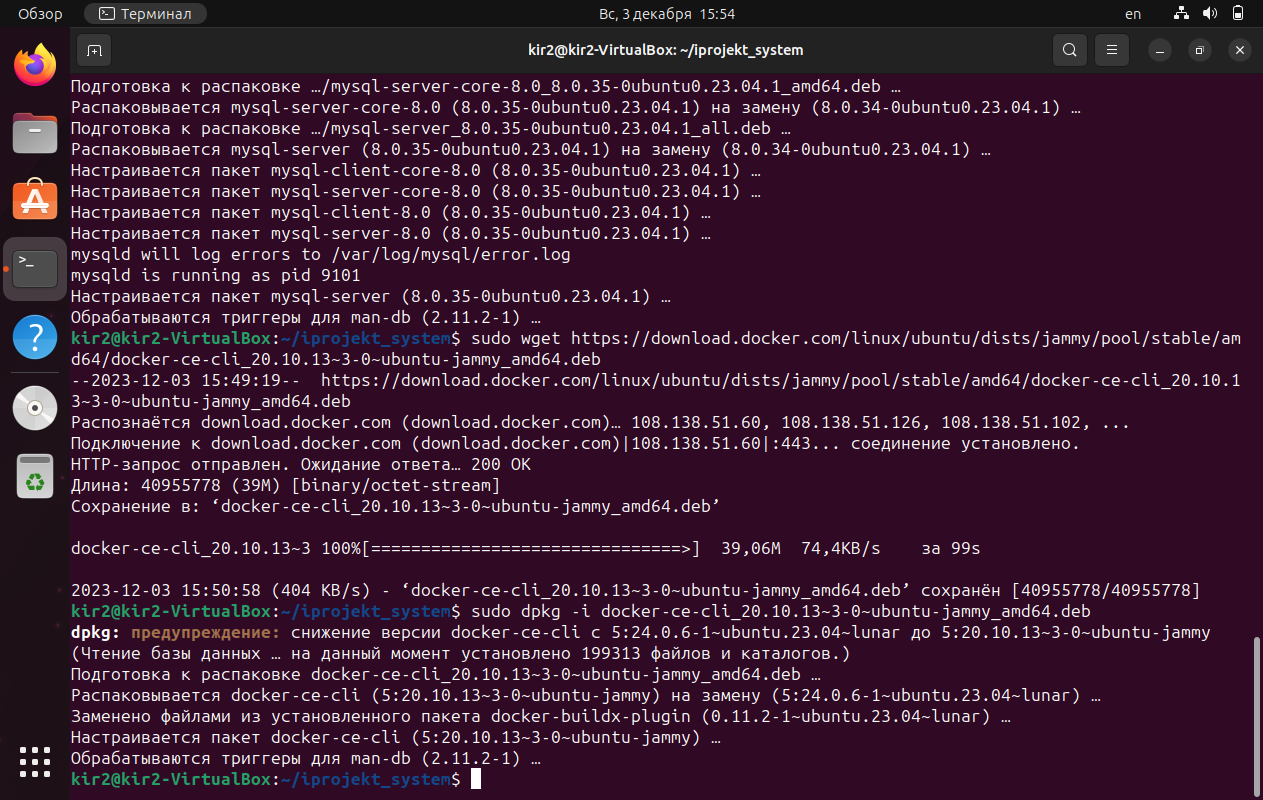 Обзор
Терминал
Вс, 3 декабря 15:54
en
kir2@kir2-VirtualBox: ~/iprojekt_system
Подготовка к распаковке …/mysql-server-core-8.0_8.0.35-0ubuntu0.23.04.1_amd64.deb …
Распаковывается mysql-server-core-8.0 (8.0.35-0ubuntu0.23.04.1) на замену (8.0.34-0ubuntu0.23.04.1) …
Подготовка к распаковке …/mysql-server_8.0.35-0ubuntu0.23.04.1_all.deb …
Распаковывается mysql-server (8.0.35-0ubuntu0.23.04.1) на замену (8.0.34-0ubuntu0.23.04.1) …
Настраивается пакет mysql-client-core-8.0 (8.0.35-0ubuntu0.23.04.1) …
Настраивается пакет mysql-server-core-8.0 (8.0.35-0ubuntu0.23.04.1) …
Настраивается пакет mysql-client-8.0 (8.0.35-0ubuntu0.23.04.1) …
Настраивается пакет mysql-server-8.0 (8.0.35-0ubuntu0.23.04.1) …
mysqld will log errors to /var/log/mysql/error.log
mysqld is running as pid 9101
Настраивается пакет mysql-server (8.0.35-0ubuntu0.23.04.1) …
Обрабатываются триггеры для man-db (2.11.2-1) …
kir2@kir2-VirtualBox:~/iprojekt_system$ sudo wget https://download.docker.com/linux/ubuntu/dists/jammy/pool/stable/am
d64/docker-ce-cli_20.10.13~3-0~ubuntu-jammy_amd64.deb
--2023-12-03 15:49:19--  https://download.docker.com/linux/ubuntu/dists/jammy/pool/stable/amd64/docker-ce-cli_20.10.1
3~3-0~ubuntu-jammy_amd64.deb
Распознаётся download.docker.com (download.docker.com)… 108.138.51.60, 108.138.51.126, 108.138.51.102, ...
Подключение к download.docker.com (download.docker.com)|108.138.51.60|:443... соединение установлено.
HTTP-запрос отправлен. Ожидание ответа… 200 OK
Длина: 40955778 (39M) [binary/octet-stream]
Сохранение в: ‘docker-ce-cli_20.10.13~3-0~ubuntu-jammy_amd64.deb’
docker-ce-cli_20.10.13~3 100%[===============================>]  39,06M  74,4KB/s    за 99s
2023-12-03 15:50:58 (404 KB/s) - ‘docker-ce-cli_20.10.13~3-0~ubuntu-jammy_amd64.deb’ сохранён [40955778/40955778]
kir2@kir2-VirtualBox:~/iprojekt_system$ sudo dpkg -i docker-ce-cli_20.10.13~3-0~ubuntu-jammy_amd64.deb
dpkg: предупреждение: снижение версии docker-ce-cli с 5:24.0.6-1~ubuntu.23.04~lunar до 5:20.10.13~3-0~ubuntu-jammy
(Чтение базы данных … на данный момент установлено 199313 файлов и каталогов.)
Подготовка к распаковке docker-ce-cli_20.10.13~3-0~ubuntu-jammy_amd64.deb …
Распаковывается docker-ce-cli (5:20.10.13~3-0~ubuntu-jammy) на замену (5:24.0.6-1~ubuntu.23.04~lunar) …
Заменено файлами из установленного пакета docker-buildx-plugin (0.11.2-1~ubuntu.23.04~lunar) …
Настраивается пакет docker-ce-cli (5:20.10.13~3-0~ubuntu-jammy) …
Обрабатываются триггеры для man-db (2.11.2-1) …
kir2@kir2-VirtualBox:~/iprojekt_system$